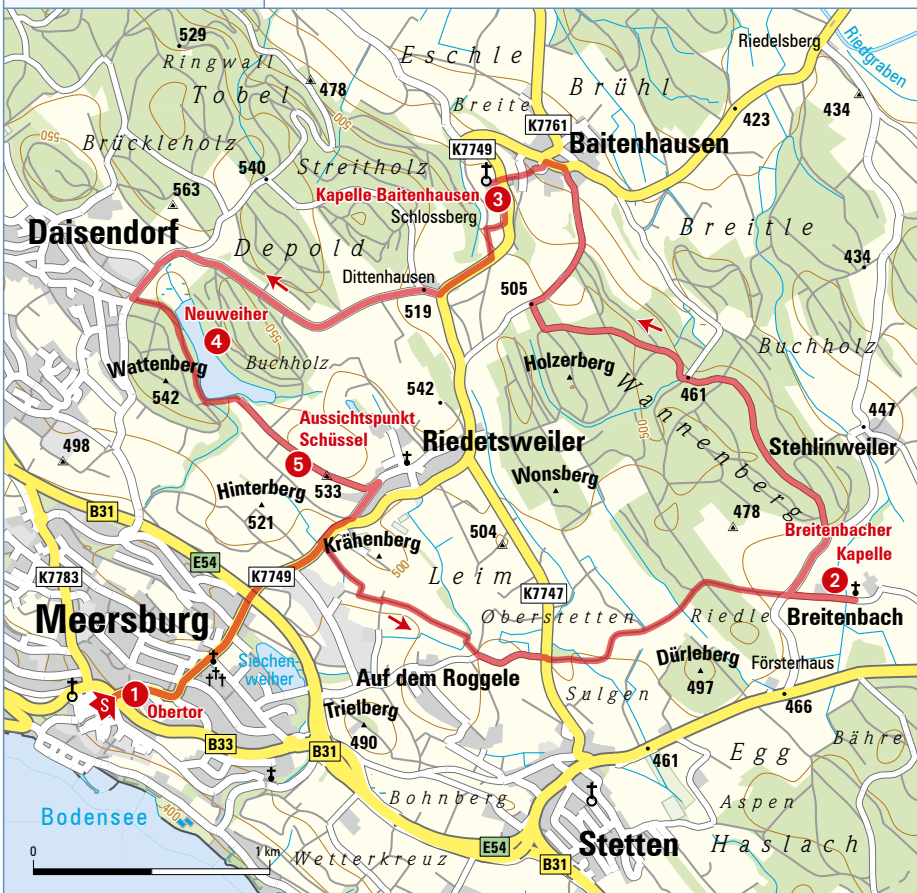 529
Ringwall
Tobel
478
Eschle
Riedelsberg
Riedgraben
Breite
Brühl
434
423
550
Brückleholz
500
K7761
K7749
Baitenhausen
Streitholz
540
563
Kapelle Baitenhausen
3
Schlossberg
Daisendorf
Depold
Breitle
434
Dittenhausen
519
505
Neuweiher
4
550
Buchholz
Wattenberg
542
Buchholz
Holzerberg
Wannenberg
461
542
500
447
Aussichtspunkt
Schüssel
Riedetsweiler
Stehlinweiler
498
5
533
Hinterberg
521
Wonsberg
478
B31
Breitenbacher
Kapelle
E54
Krähenberg
504
2
K7783
K7749
500
Leim
K7747
Oberstetten
Riedle
Breitenbach
Meersburg
Siechen-
weiher
Auf dem Roggele
Dürleberg
497
Försterhaus
S
1
Obertor
Sulgen
466
Trielberg
490
B33
B31
461
Egg
Bähre
Bodensee
400
Bohnberg
Aspen
E54
Stetten
Haslach
0
1 km
Wetterkreuz
B31